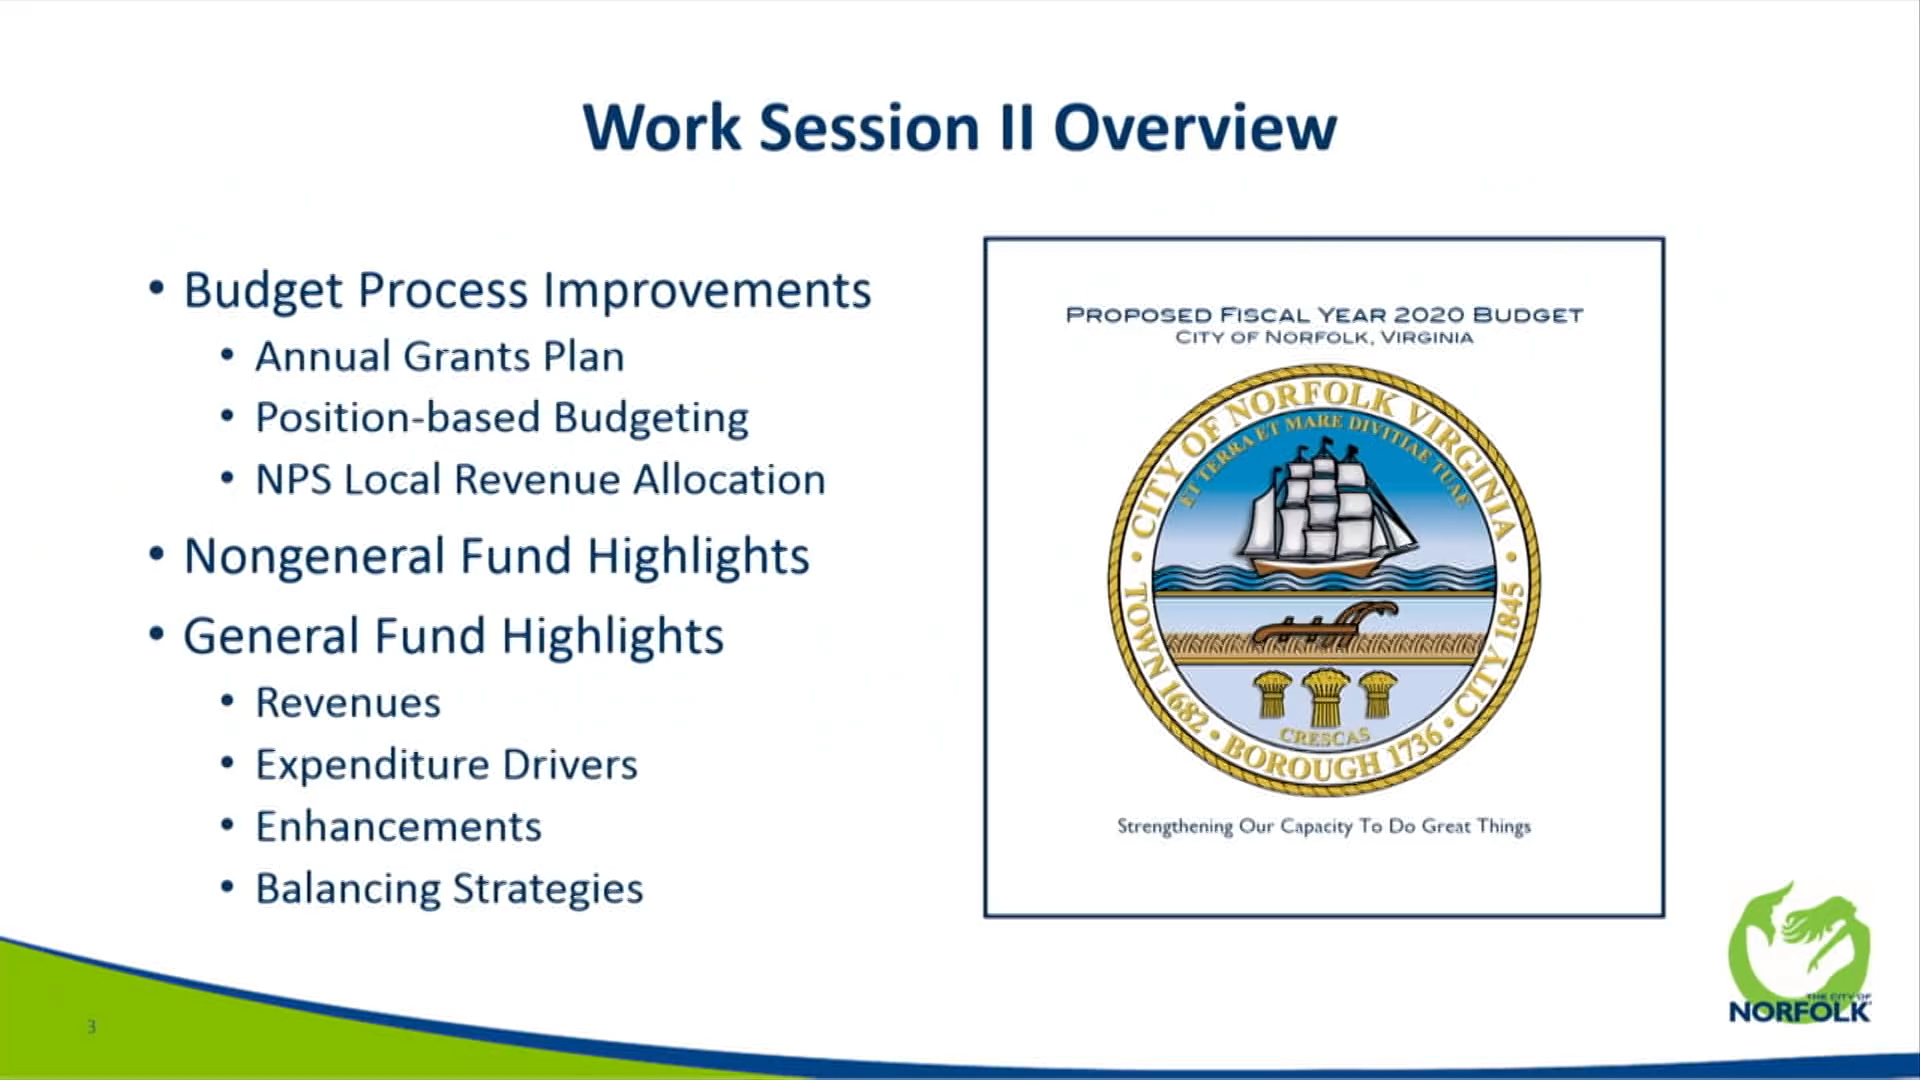 Work Session II Overview
• Budget Process Improvements
• Annual Grants Plan
• Position-based Budgeting
• NPS Local Revenue Allocation
• Nongeneral Fund Highlights
• General Fund Highlights
• Revenues
• Expenditure Drivers
• Enhancements
• Balancing Strategies
PROPOSED FISCAL YEAR 2020 BUDGET
CITY OF NORFOLK, VIRGINIA
• CITY OF NORFOLK VIRGINIA •
ET TERRA ET MARE DIVITIAE TUAE
CRESCAS
TOWN 1682 • BOROUGH 1736 • CITY 1845
Strengthening Our Capacity To Do Great Things
THE CITY OF
NORFOLK
3